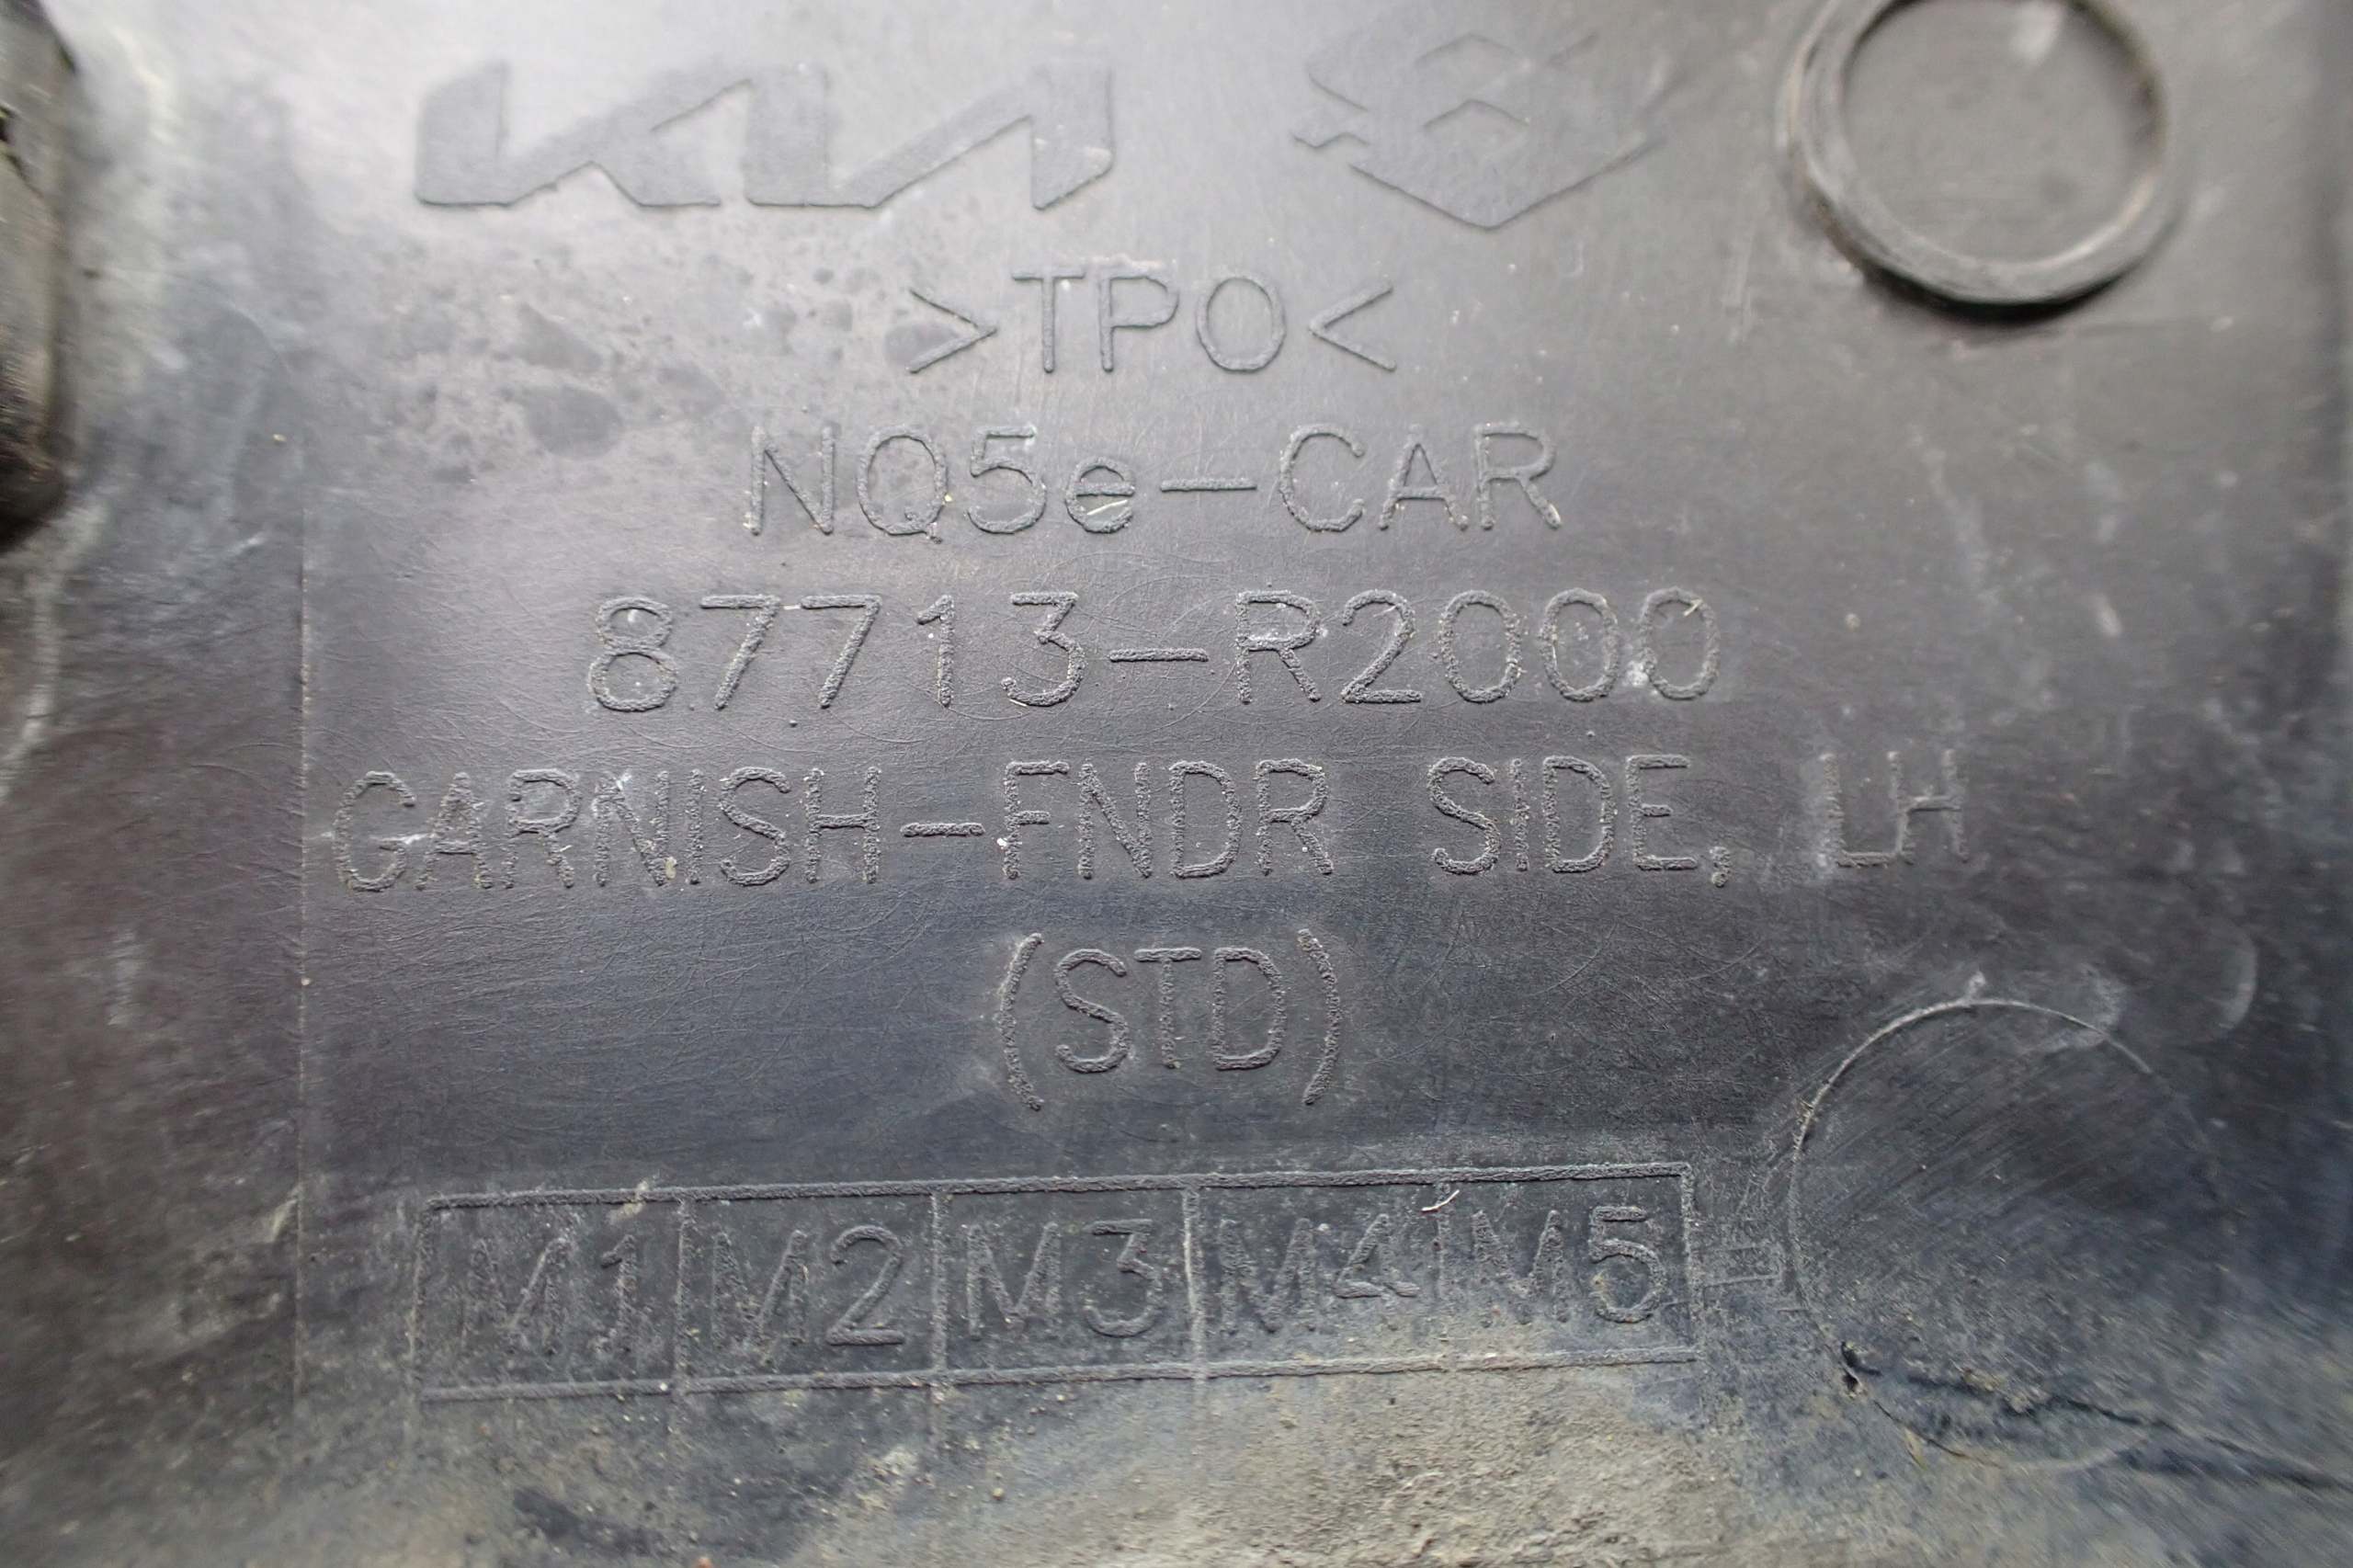 KIA
>TPO<
NQ5e-CAR
87713-R2000
GARNISH-FNDR SIDE, LH
(STD)
M1 M2 M3 M4 M5